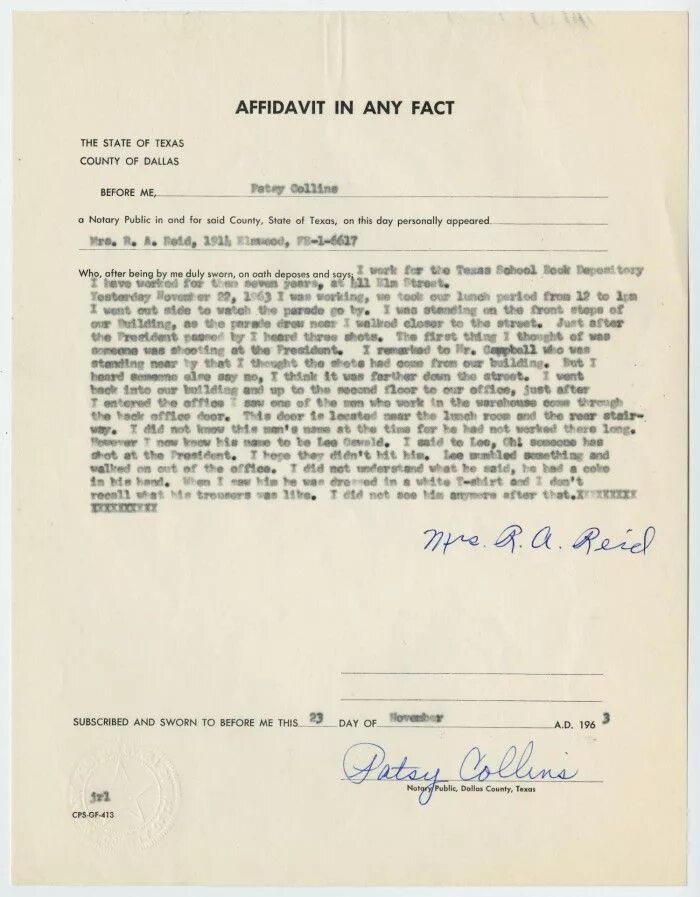 AFFIDAVIT IN ANY FACT
THE STATE OF TEXAS
COUNTY OF DALLAS
BEFORE ME, Patsy Collins
a Notary Public in and for said County, State of Texas, on this day personally appeared
Mrs. R. A. Reid, 1914 Elmwood, FE-1-6617
Who, after being by me duly sworn, on oath deposes and says: I work for the Texas School Book Depository
I have worked for them seven years, at 411 Elm Street.
Yesterday November 22, 1963 I was working, we took our lunch period from 12 to 1pm
I went out side to watch the parade go by. I was standing on the front steps of
our Building, as the parade drew near I walked closer to the street. Just after
the President passed by I heard three shots. The first thing I thought of was
someone was shooting at the President. I remarked to Mr. Campbell who was
standing near by that I thought the shots had come from our building. But I
heard someone else say no, I think it was farther down the street. I went
back into our building and up to the second floor to our office, just after
I entered the office I saw one of the men who work in the warehouse come through
the back office door. This door is located near the lunch room and the rear stair-
way. I did not know this man's name at the time for he had not worked there long.
However I now know his name to be Lee Oswald. I said to Lee, Oh! someone has
shot at the President. I hope they didn't hit him. Lee mumbled something and
walked on out of the office. I did not understand what he said, he had a coke
in his hand. When I saw him he was dressed in a white T-shirt and I don't
recall what his trousers was like. I did not see him anymore after that.XXXXXXXXX
XXXXXXXXXX
Mrs. R. A. Reid
SUBSCRIBED AND SWORN TO BEFORE ME THIS 23 DAY OF November A.D. 196 3
Patsy Collins
Notary Public, Dallas County, Texas
jrl
CPS-GF-413